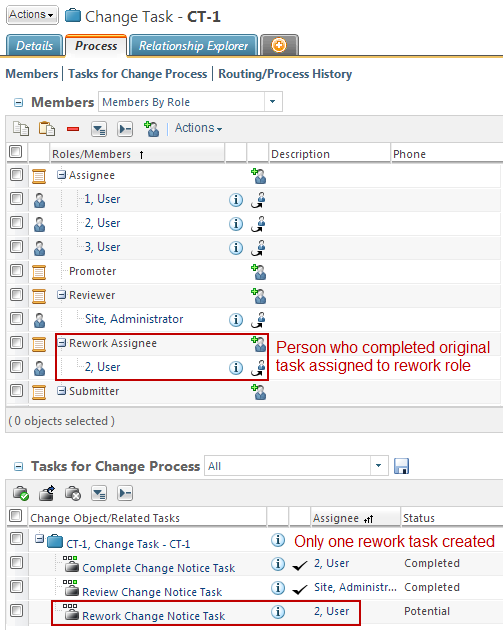 Actions Change Task - CT-1
Details Process Relationship Explorer
Members | Tasks for Change Process | Routing/Process History
Members Members By Role
Actions
Roles/Members Description Phone
Assignee
1, User
2, User
3, User
Promoter
Reviewer
Site, Administrator
Rework Assignee
2, User
Person who completed original
task assigned to rework role
Submitter
( 0 objects selected )
Tasks for Change Process All
Change Object/Related Tasks Assignee Status
CT-1, Change Task - CT-1 Only one rework task created
Complete Change Notice Task 2, User Completed
Review Change Notice Task Site, Administr... Completed
Rework Change Notice Task 2, User Potential